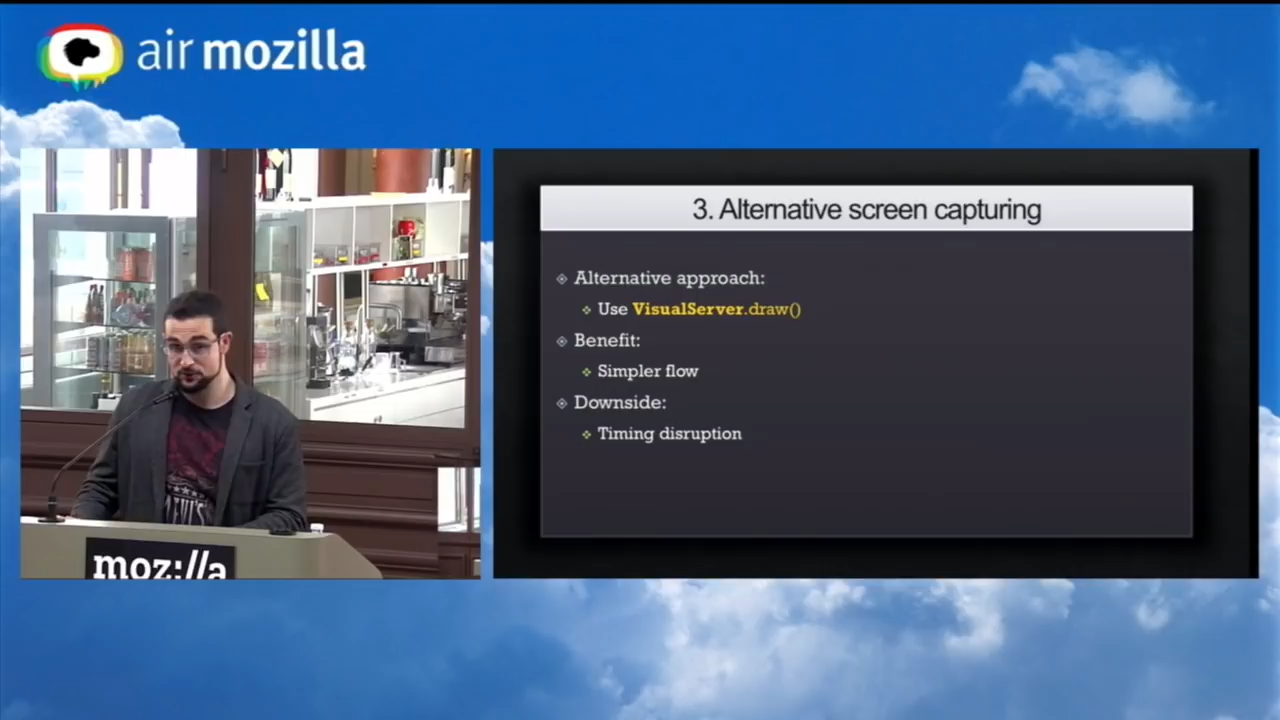 air mozilla
3. Alternative screen capturing
Alternative approach:
Use VisualServer.draw()
Benefit:
Simpler flow
Downside:
Timing disruption
moz://a